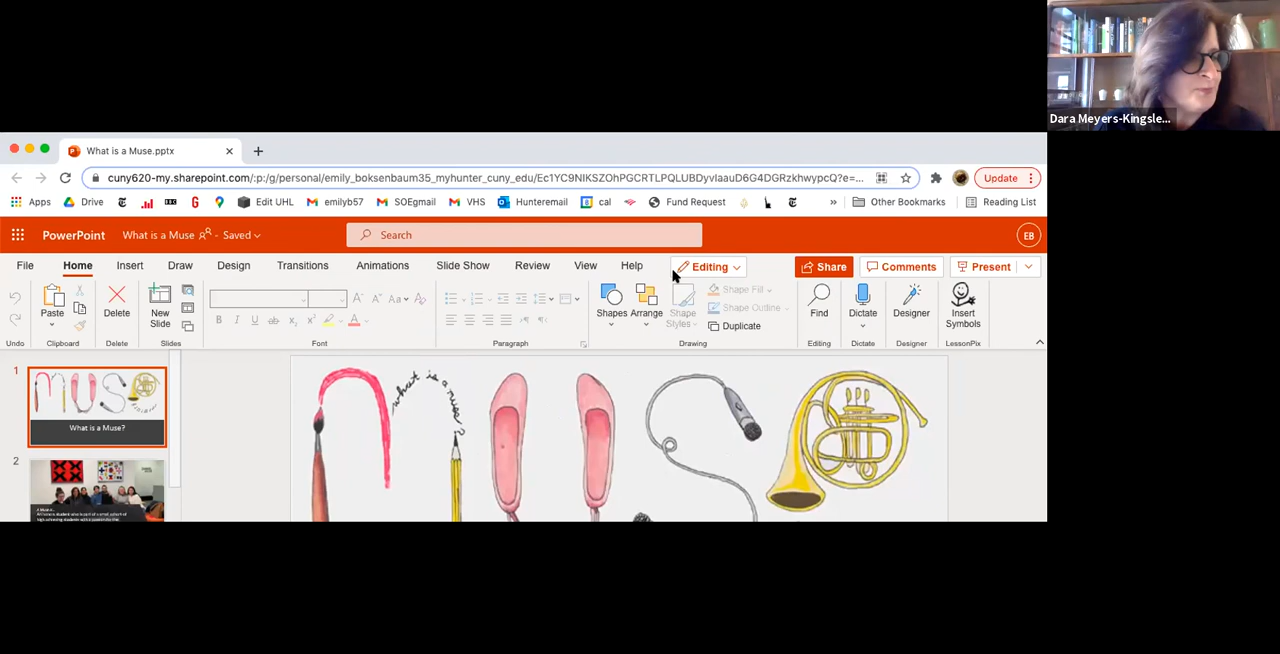 Dara Meyers-Kingsle...
What is a Muse.pptx
cuny620-my.sharepoint.com/:p:/g/personal/emily_boksenbaum35_myhunter_cuny_edu/Ec1YC9NIKSZOhPGCRTLPQLUBDyvIaauD6G4DGRzkhwypcQ?e=...
Update
Apps Drive Edit UHL emilyb57 SOEgmail VHS Hunteremail cal Fund Request » Other Bookmarks Reading List
PowerPoint What is a Muse - Saved Search EB
File Home Insert Draw Design Transitions Animations Slide Show Review View Help Editing Share Comments Present
Paste Delete New Slide Shapes Arrange Shape Styles Shape Fill Shape Outline Duplicate Find Dictate Designer Insert Symbols
Undo Clipboard Delete Slides Font Paragraph Drawing Editing Dictate Designer LessonPix
1
What is a Muse?
2
what is a muse?